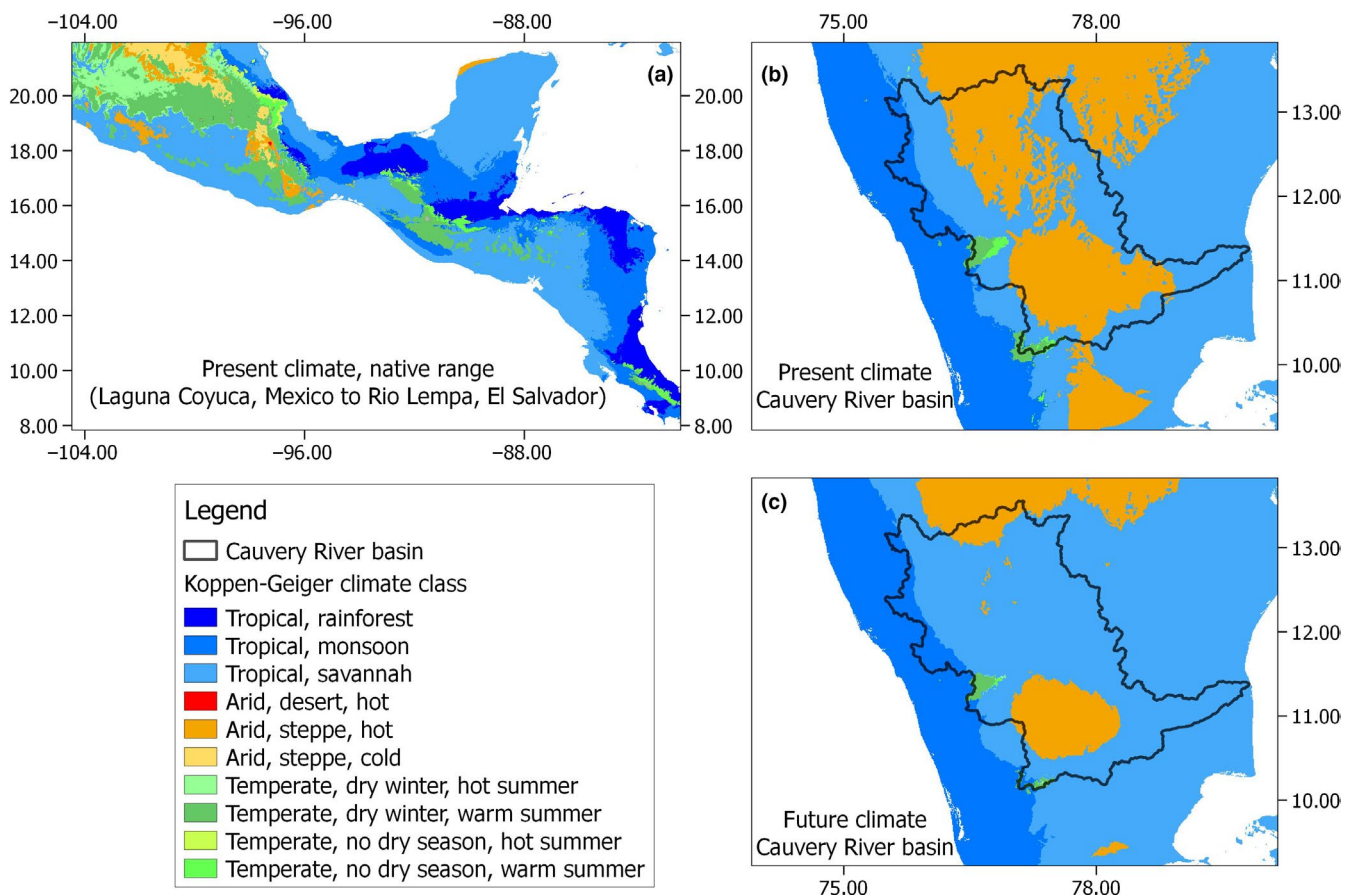 −104.00 −96.00 −88.00
75.00 78.00
(a)
20.00 20.00
18.00 18.00
16.00 16.00
14.00 14.00
12.00 12.00
10.00 10.00
8.00 8.00
Present climate, native range
(Laguna Coyuca, Mexico to Rio Lempa, El Salvador)
−104.00 −96.00 −88.00
(b)
13.00
12.00
11.00
10.00
Present climate
Cauvery River basin
Legend
Cauvery River basin
Koppen-Geiger climate class
Tropical, rainforest
Tropical, monsoon
Tropical, savannah
Arid, desert, hot
Arid, steppe, hot
Arid, steppe, cold
Temperate, dry winter, hot summer
Temperate, dry winter, warm summer
Temperate, no dry season, hot summer
Temperate, no dry season, warm summer
(c)
13.00
12.00
11.00
10.00
Future climate
Cauvery River basin
75.00 78.00